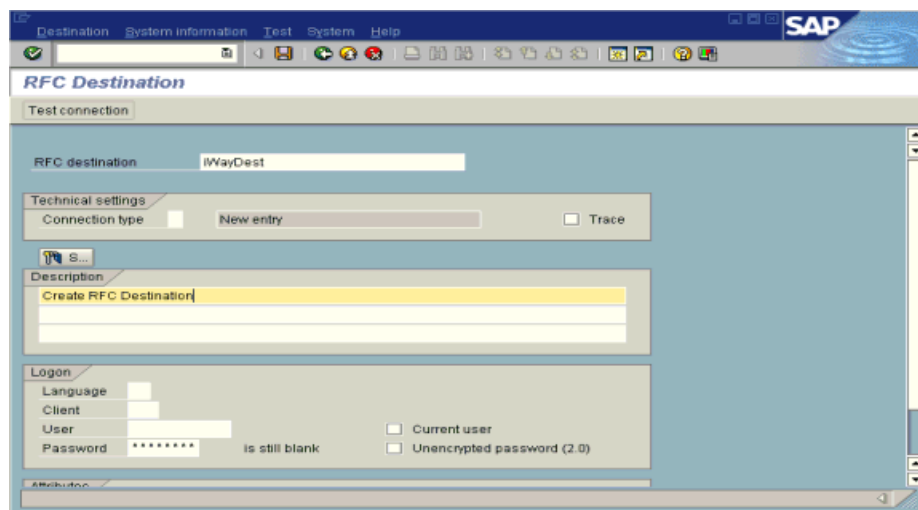 Destination System information Test System Help
SAP
RFC Destination
Test connection
RFC destination iWayDest
Technical settings
Connection type New entry Trace
S...
Description
Create RFC Destination
Logon
Language
Client
User Current user
Password ******** is still blank Unencrypted password (2.0)
Attributes